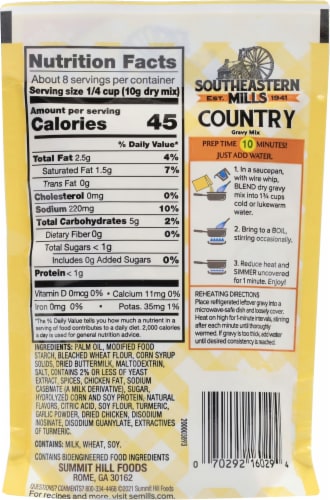 Nutrition Facts
About 8 servings per container
Serving size 1/4 cup (10g dry mix)
Amount per serving
Calories 45
% Daily Value*
Total Fat 2.5g 4%
Saturated Fat 1.5g 7%
Trans Fat 0g
Cholesterol 0mg 0%
Sodium 220mg 10%
Total Carbohydrates 5g 2%
Dietary Fiber 0g 0%
Total Sugars < 1g
Includes 0g Added Sugars 0%
Protein < 1g
Vitamin D 0mcg 0% • Calcium 11mg 0%
Iron 0mg 0% • Potas. 35mg 1%
*The % Daily Value tells you how much a nutrient in a
serving of food contributes to a daily diet. 2,000 calories
a day is used for general nutrition advice.
INGREDIENTS: PALM OIL, MODIFIED FOOD
STARCH, BLEACHED WHEAT FLOUR, CORN SYRUP
SOLIDS, DRIED BUTTERMILK, MALTODEXTRIN,
SALT, CONTAINS 2% OR LESS OF YEAST
EXTRACT, SPICES, CHICKEN FAT, SODIUM
CASEINATE (A MILK DERIVATIVE), SUGAR,
HYDROLYZED CORN AND SOY PROTEIN, NATURAL
FLAVORS, CITRIC ACID, SOY FLOUR, TURMERIC,
GARLIC POWDER, DRIED CHICKEN, DISODIUM
INOSINATE, DISODIUM GUANYLATE, EXTRACTIVES
OF TURMERIC.
CONTAINS: MILK, WHEAT, SOY.
CONTAINS BIOENGINEERED FOOD INGREDIENTS
SUMMIT HILL FOODS
ROME, GA 30162
QUESTIONS? COMMENTS? 800-334-4468 ©2021 Summit Hill Foods
For recipes and more, visit semills.com.
SOUTHEASTERN
EST. MILLS 1941
COUNTRY
Gravy Mix
PREP TIME 10 MINUTES!
JUST ADD WATER.
1. In a saucepan,
with wire whip,
BLEND dry gravy
mix into 1¾ cups
cold or lukewarm
water.
2. Bring to a BOIL,
stirring occasionally.
3. Reduce heat and
SIMMER uncovered
for 1 minute. Enjoy!
REHEATING DIRECTIONS
Place refrigerated leftover gravy into a
microwave-safe dish and loosely cover.
Heat on high for 1 minute intervals, stirring
after each minute until thoroughly
warmed. If gravy is too thick, add water
until desired consistency is reached.
0 70292 16029 4